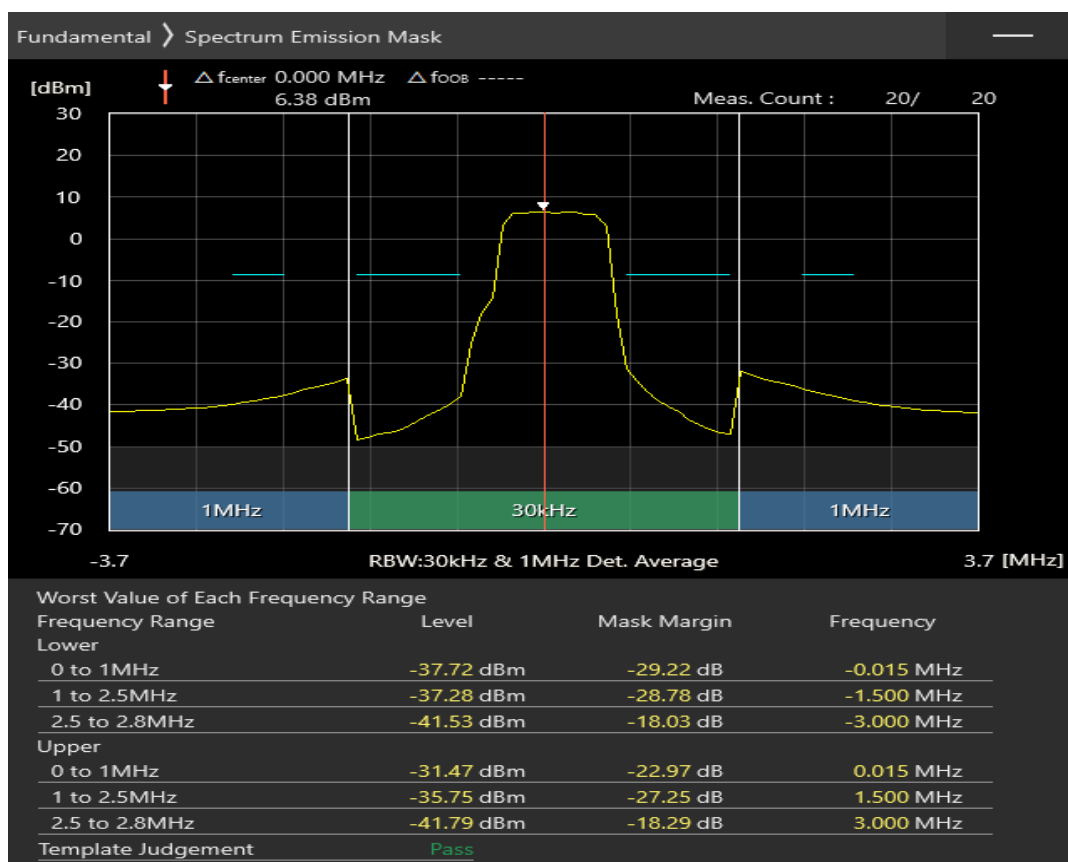 Fundamental ❯ Spectrum Emission Mask
[dBm] △ fcenter 0.000 MHz △ fOOB -----
6.38 dBm Meas. Count : 20/ 20
30
20
10
0
-10
-20
-30
-40
-50
-60
-70
1MHz 30kHz 1MHz
-3.7 RBW:30kHz & 1MHz Det. Average 3.7 [MHz]
Worst Value of Each Frequency Range
Frequency Range Level Mask Margin Frequency
Lower
0 to 1MHz -37.72 dBm -29.22 dB -0.015 MHz
1 to 2.5MHz -37.28 dBm -28.78 dB -1.500 MHz
2.5 to 2.8MHz -41.53 dBm -18.03 dB -3.000 MHz
Upper
0 to 1MHz -31.47 dBm -22.97 dB 0.015 MHz
1 to 2.5MHz -35.75 dBm -27.25 dB 1.500 MHz
2.5 to 2.8MHz -41.79 dBm -18.29 dB 3.000 MHz
Template Judgement Pass